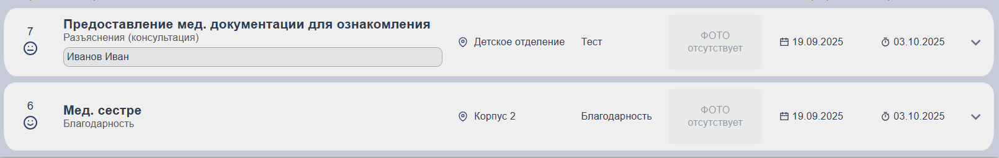 7
Предоставление мед. документации для ознакомления
Разъяснения (консультация)
Иванов Иван
Детское отделение
Тест
ФОТО
отсутствует
19.09.2025
03.10.2025
6
Мед. сестре
Благодарность
Корпус 2
Благодарность
ФОТО
отсутствует
19.09.2025
03.10.2025